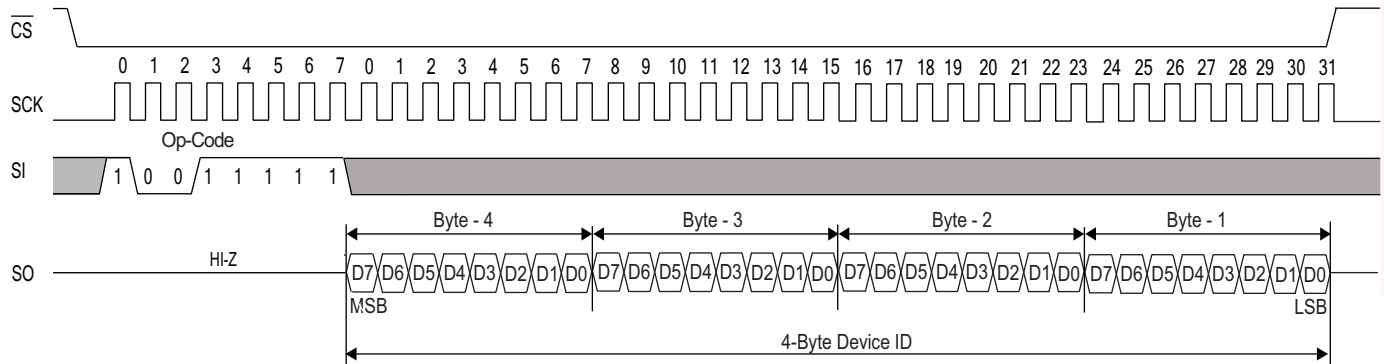 CS
0 1 2 3 4 5 6 7 0 1 2 3 4 5 6 7 8 9 10 11 12 13 14 15 16 17 18 19 20 21 22 23 24 25 26 27 28 29 30 31
SCK
Op-Code
SI 1 0 0 1 1 1 1 1
Byte - 4 Byte - 3 Byte - 2 Byte - 1
HI-Z
SO D7 D6 D5 D4 D3 D2 D1 D0 D7 D6 D5 D4 D3 D2 D1 D0 D7 D6 D5 D4 D3 D2 D1 D0 D7 D6 D5 D4 D3 D2 D1 D0
MSB LSB
4-Byte Device ID